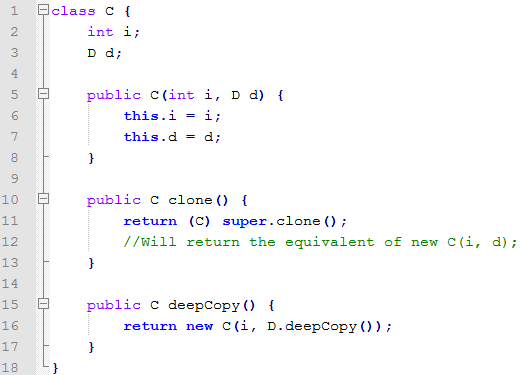 1 class C {
2 int i;
3 D d;
4
5 public C(int i, D d) {
6 this.i = i;
7 this.d = d;
8 }
9
10 public C clone() {
11 return (C) super.clone();
12 //Will return the equivalent of new C(i, d);
13 }
14
15 public C deepCopy() {
16 return new C(i, D.deepCopy());
17 }
18 }